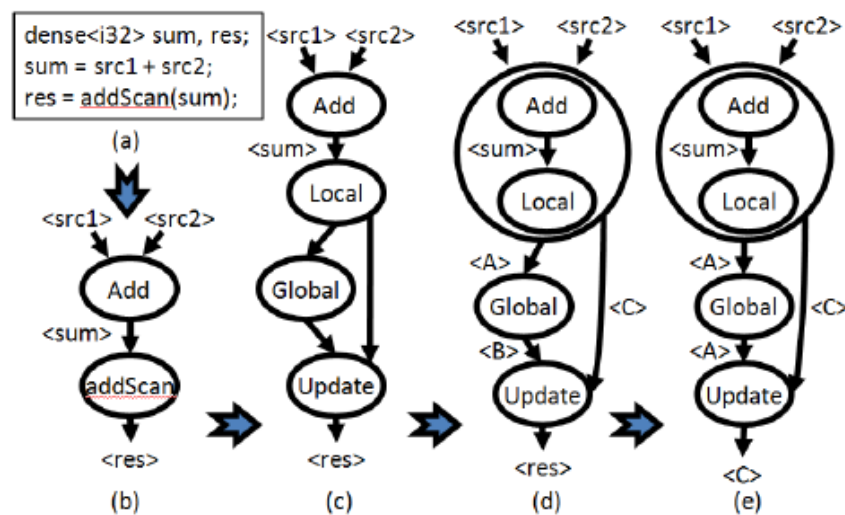 dense<i32> sum, res;
sum = src1 + src2;
res = addScan(sum);
(a)
<src1> <src2>
Add
<sum>
addScan
<res>
(b)
<src1> <src2>
Add
<sum>
Local
Global
Update
<res>
(c)
<src1> <src2>
Add
<sum>
Local
<A>
Global
<C>
<B>
Update
<res>
(d)
<src1> <src2>
Add
<sum>
Local
<A>
Global
<C>
<A>
Update
<C>
(e)